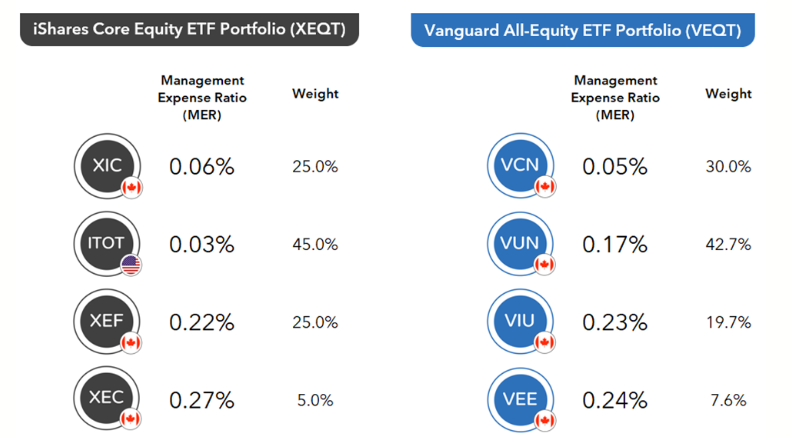 iShares Core Equity ETF Portfolio (XEQT)
Management
Expense Ratio
(MER)
Weight
XIC 0.06% 25.0%
ITOT 0.03% 45.0%
XEF 0.22% 25.0%
XEC 0.27% 5.0%
Vanguard All-Equity ETF Portfolio (VEQT)
Management
Expense Ratio
(MER)
Weight
VCN 0.05% 30.0%
VUN 0.17% 42.7%
VIU 0.23% 19.7%
VEE 0.24% 7.6%